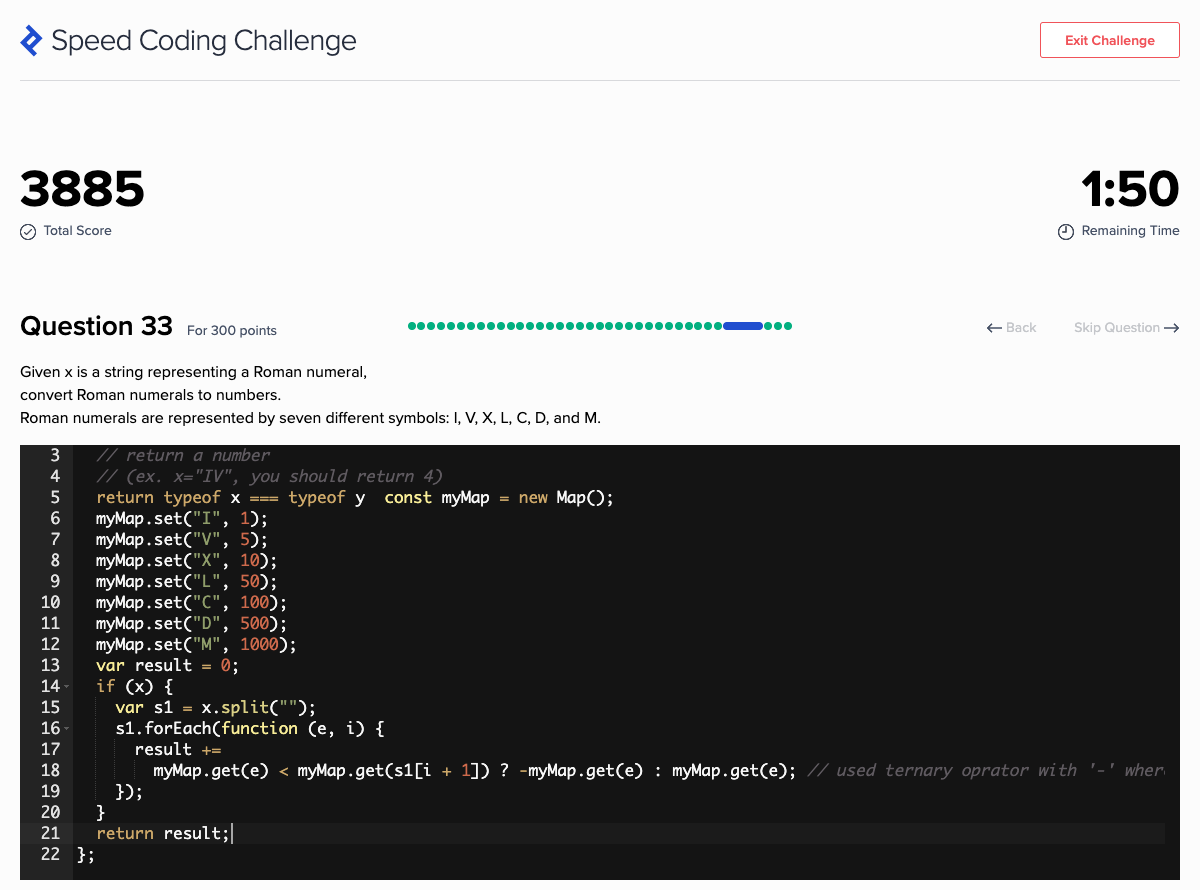 Speed Coding Challenge
Exit Challenge
3885
1:50
Total Score
Remaining Time
Question 33 For 300 points
Back
Skip Question
Given x is a string representing a Roman numeral,
convert Roman numerals to numbers.
Roman numerals are represented by seven different symbols: I, V, X, L, C, D, and M.
3 // return a number
4 // (ex. x="IV", you should return 4)
5 return typeof x === typeof y  const myMap = new Map();
6 myMap.set("I", 1);
7 myMap.set("V", 5);
8 myMap.set("X", 10);
9 myMap.set("L", 50);
10 myMap.set("C", 100);
11 myMap.set("D", 500);
12 myMap.set("M", 1000);
13 var result = 0;
14 if (x) {
15 var s1 = x.split("");
16 s1.forEach(function (e, i) {
17 result +=
18 myMap.get(e) < myMap.get(s1[i + 1]) ? -myMap.get(e) : myMap.get(e); // used ternary oprator with '-' wher
19 });
20 }
21 return result;
22 };